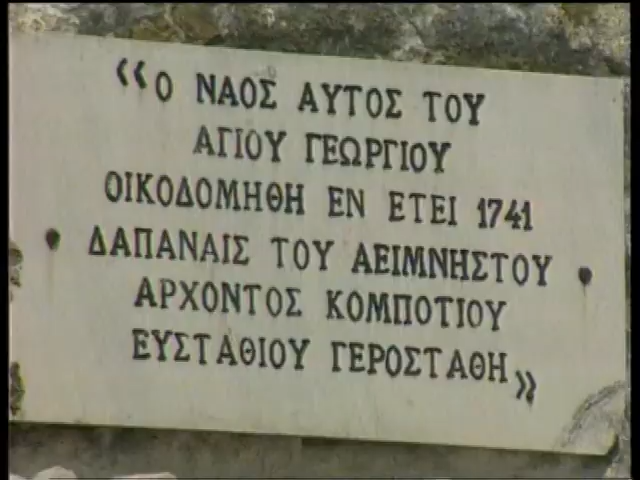 «Ο ΝΑΟΣ ΑΥΤΟΣ ΤΟΥ
ΑΓΙΟΥ ΓΕΩΡΓΙΟΥ
ΟΙΚΟΔΟΜΗΘΗ ΕΝ ΕΤΕΙ 1741
ΔΑΠΑΝΑΙΣ ΤΟΥ ΑΕΙΜΝΗΣΤΟΥ
ΑΡΧΟΝΤΟΣ ΚΟΜΠΟΤΙΟΥ
ΕΥΣΤΑΘΙΟΥ ΓΕΡΟΣΤΑΘΗ»